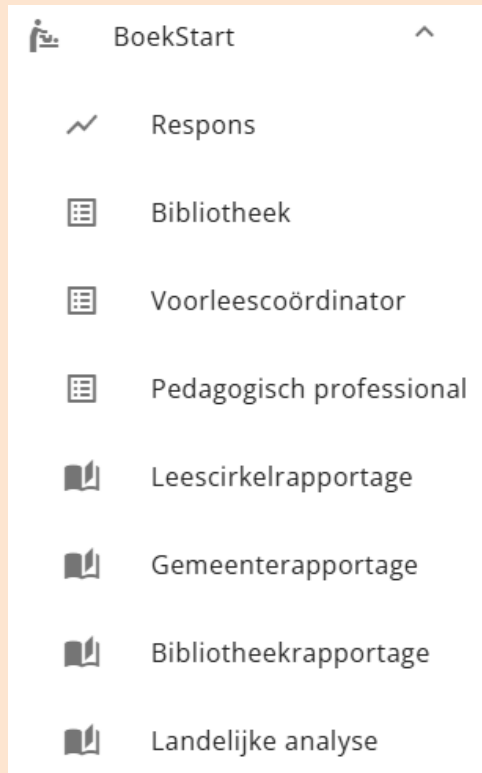 BoekStart
Respons
Bibliotheek
Voorleescoördinator
Pedagogisch professional
Leescirkelrapportage
Gemeenterapportage
Bibliotheekrapportage
Landelijke analyse